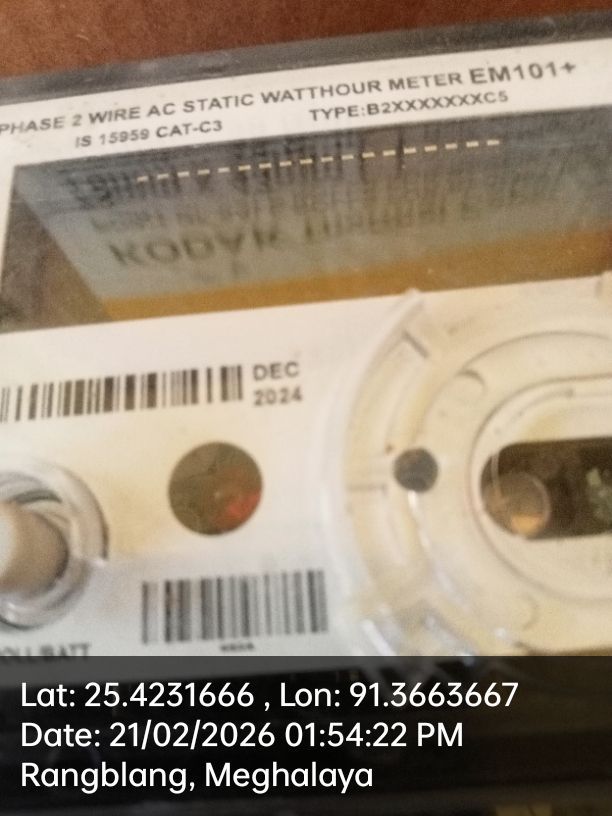 PHASE 2 WIRE AC STATIC WATTHOUR METER EM101+
IS 15959 CAT-C3 TYPE:B2XXXXXXXC5
KODAK
DEC
2024
Lat: 25.4231666 , Lon: 91.3663667
Date: 21/02/2026 01:54:22 PM
Rangblang, Meghalaya